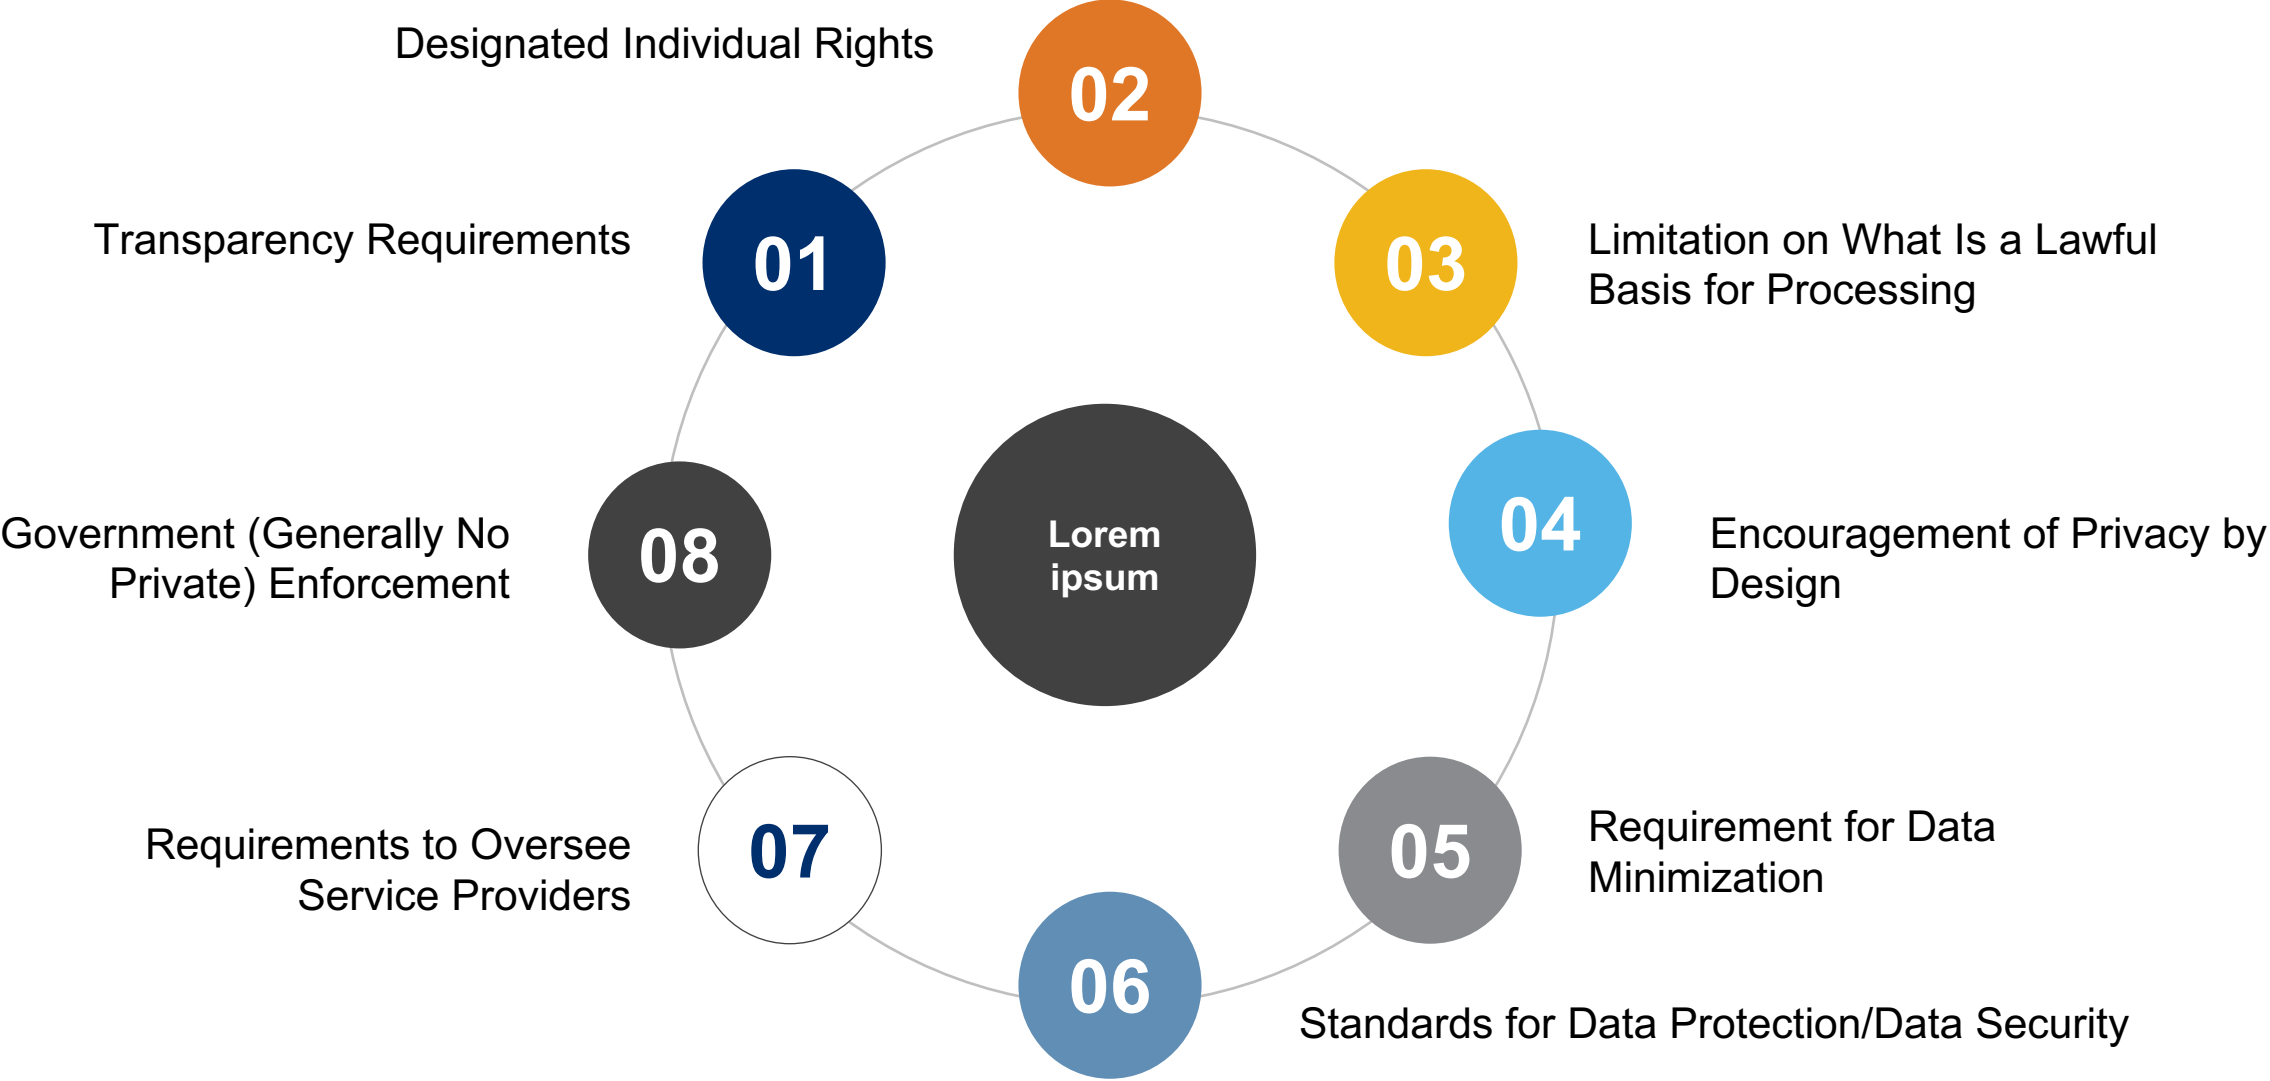 Designated Individual Rights
02
Transparency Requirements
01
03
Limitation on What Is a Lawful
Basis for Processing
Government (Generally No
Private) Enforcement
08
Lorem
ipsum
04
Encouragement of Privacy by
Design
Requirements to Oversee
Service Providers
07
05
Requirement for Data
Minimization
06
Standards for Data Protection/Data Security